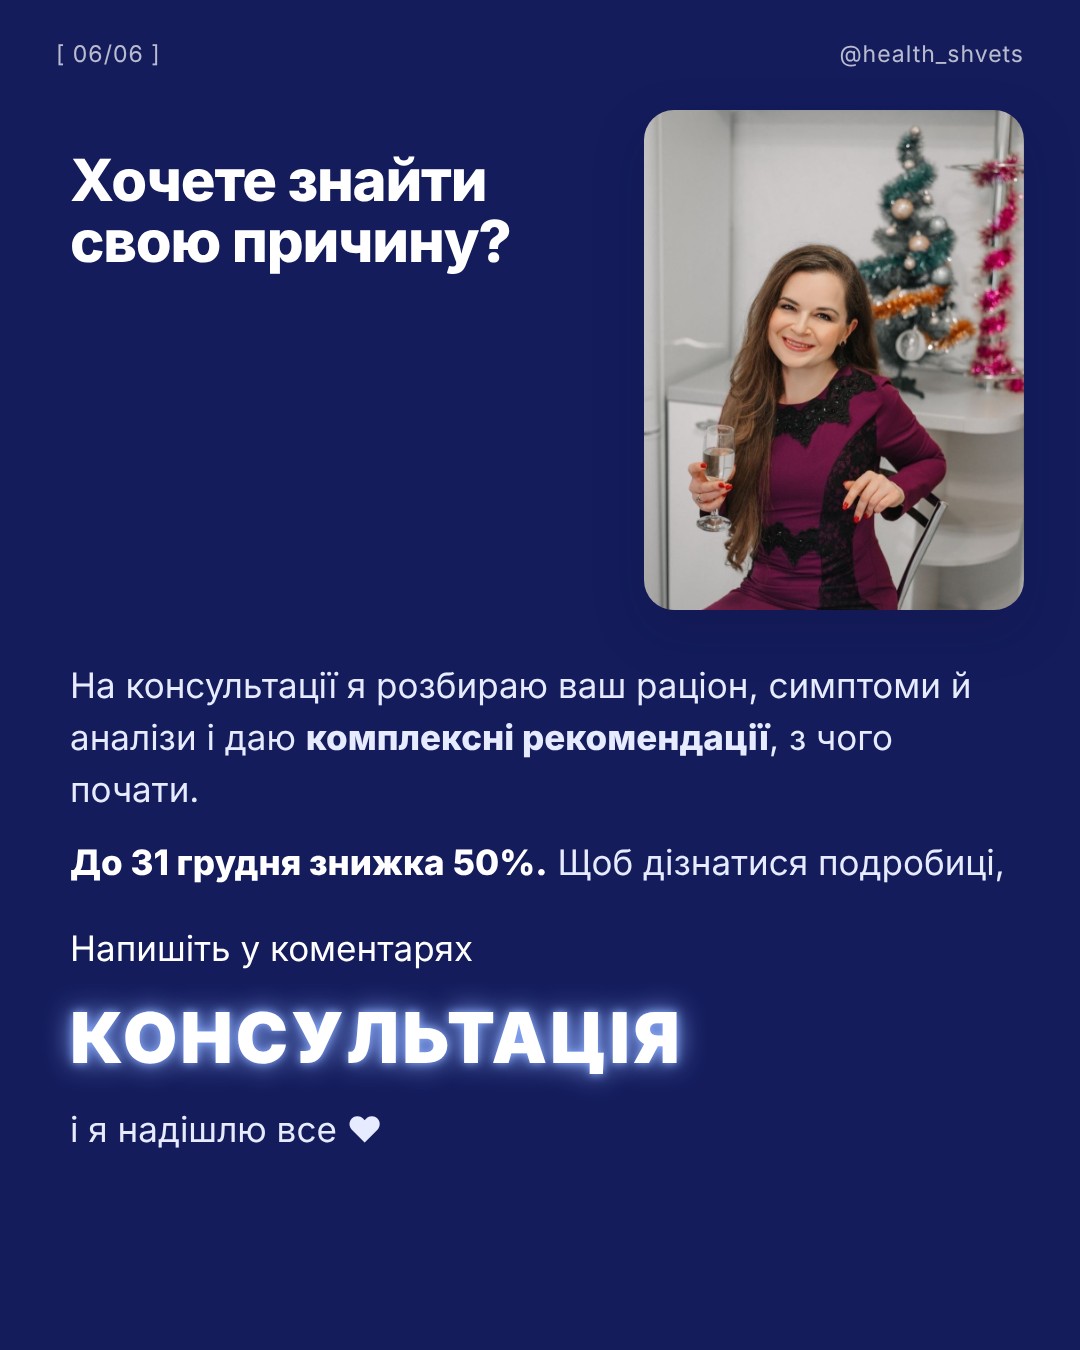 [ 06/06 ]
@health_shvets
Хочете знайти
свою причину?
На консультації я розбираю ваш раціон, симптоми й
аналізи і даю комплексні рекомендації, з чого
почати.
До 31 грудня знижка 50%. Щоб дізнатися подробиці,
Напишіть у коментарях
КОНСУЛЬТАЦІЯ
і я надішлю все ♥